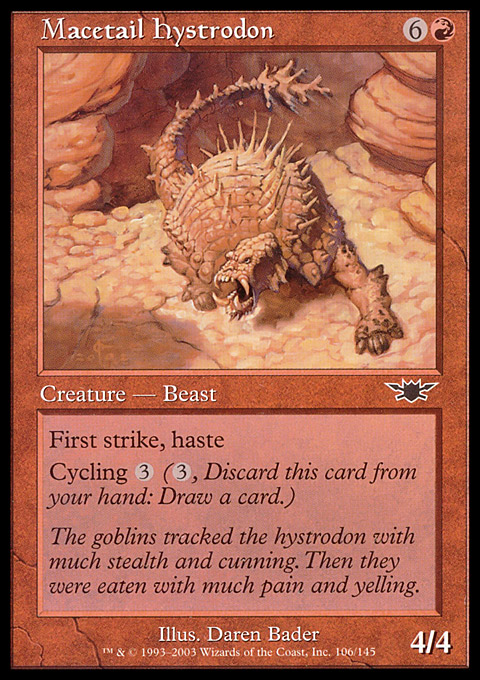 Macetail Hystrodon 6
Creature — Beast
First strike, haste
Cycling 3 (3, Discard this card from
your hand: Draw a card.)
The goblins tracked the hystrodon with
much stealth and cunning. Then they
were eaten with much pain and yelling.
Illus. Daren Bader
™ & © 1993–2003 Wizards of the Coast, Inc. 106/145
4/4